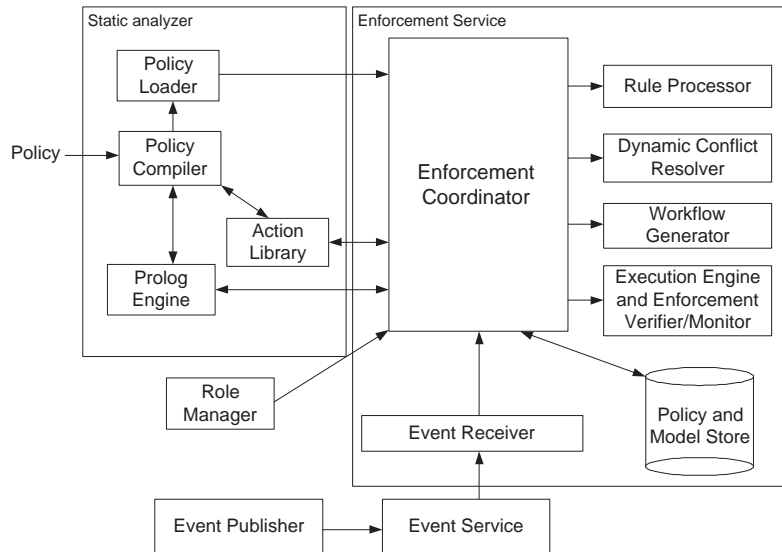 Static analyzer
Enforcement Service
Policy
Loader
Policy
Policy
Compiler
Action
Library
Prolog
Engine
Enforcement
Coordinator
Rule Processor
Dynamic Conflict
Resolver
Workflow
Generator
Execution Engine
and Enforcement
Verifier/Monitor
Role
Manager
Event Receiver
Policy and
Model Store
Event Publisher
Event Service